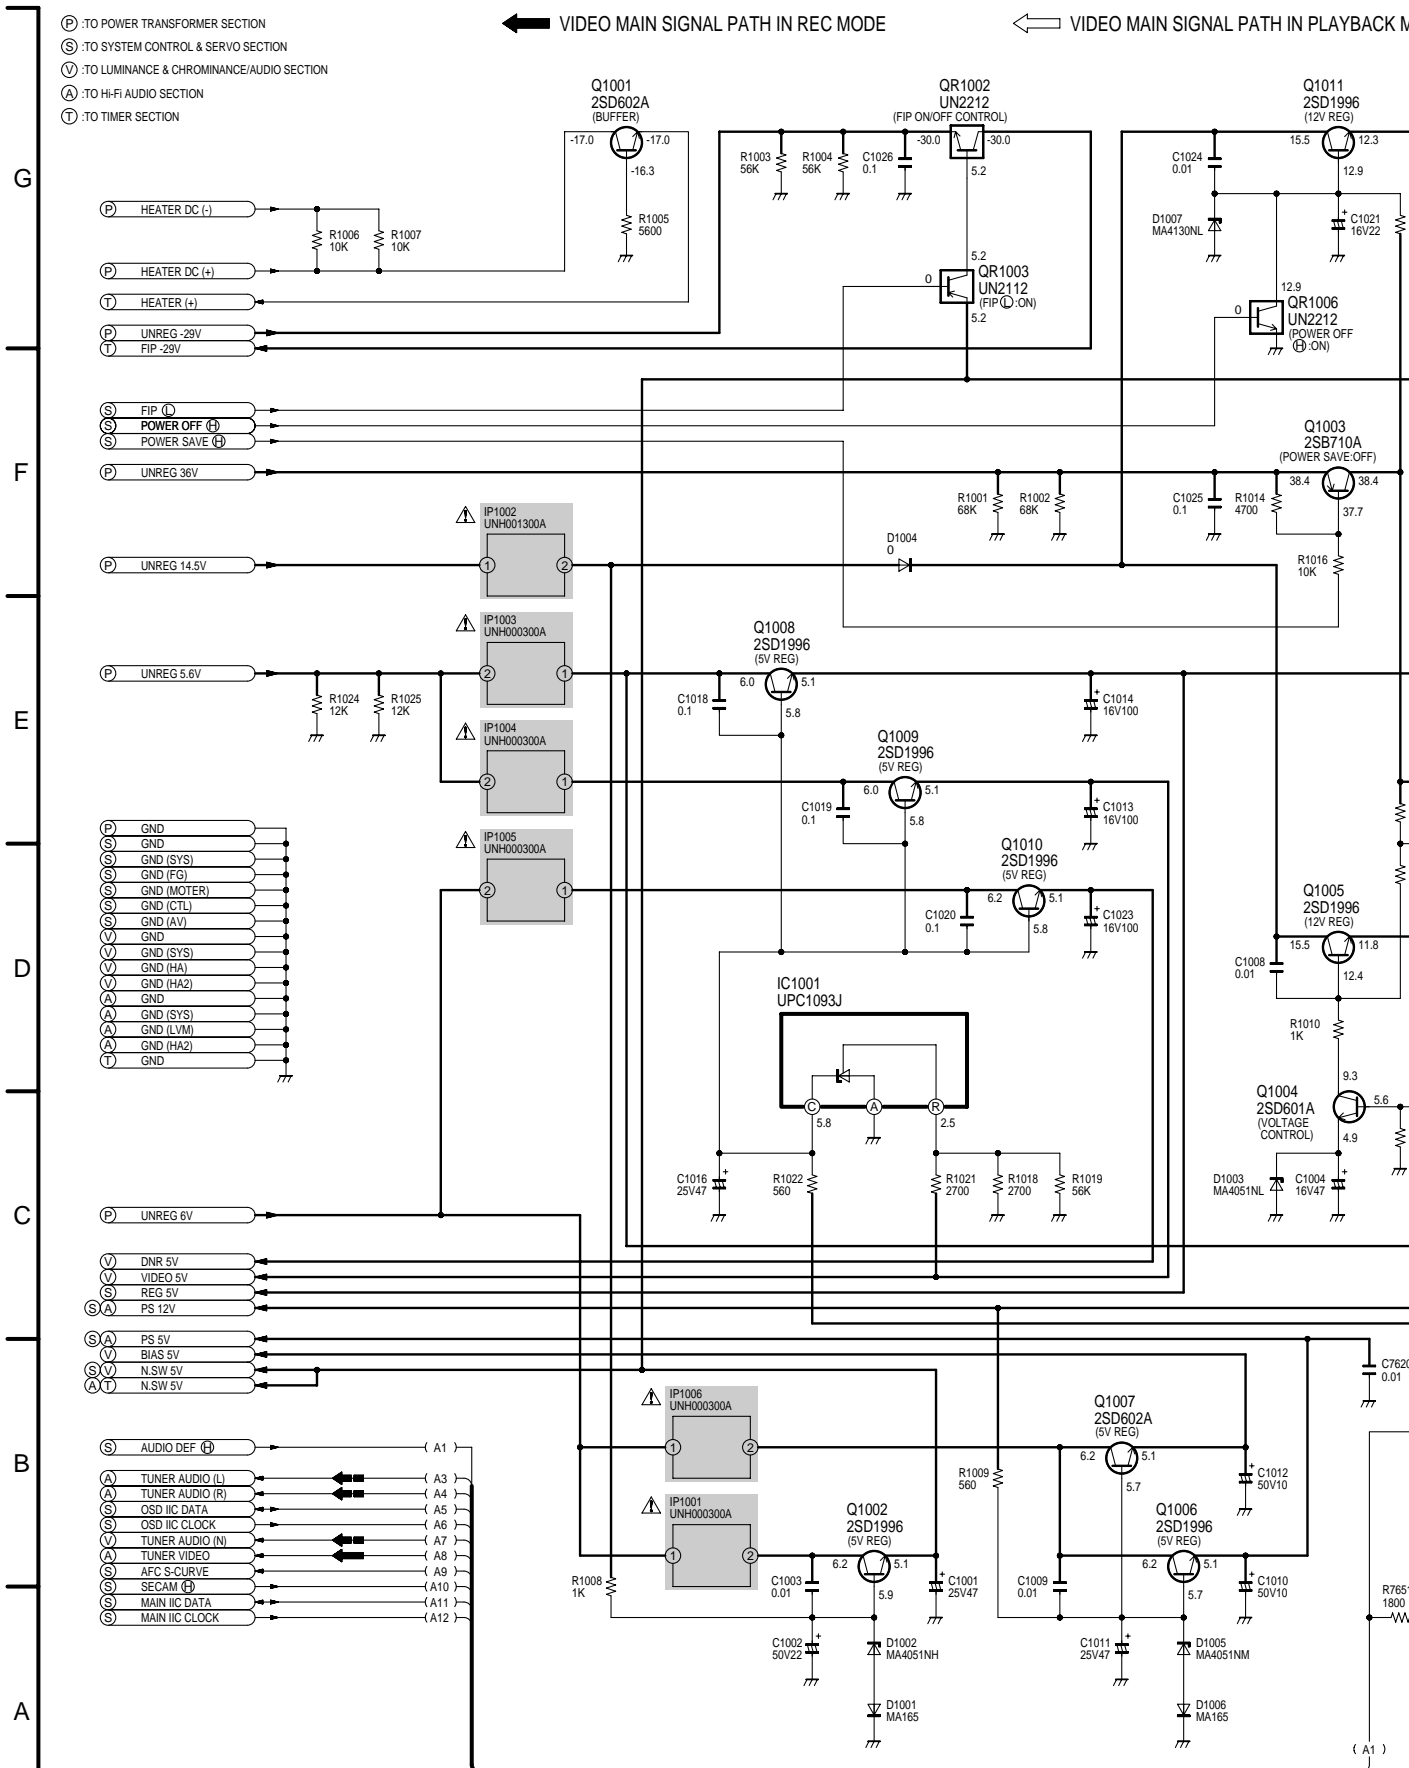 Ⓟ :TO POWER TRANSFORMER SECTION
Ⓢ :TO SYSTEM CONTROL & SERVO SECTION
Ⓥ :TO LUMINANCE & CHROMINANCE/AUDIO SECTION
Ⓐ :TO Hi-Fi AUDIO SECTION
Ⓣ :TO TIMER SECTION
VIDEO MAIN SIGNAL PATH IN REC MODE
VIDEO MAIN SIGNAL PATH IN PLAYBACK M
G
F
E
D
C
B
A
Q1001
2SD602A
(BUFFER)
-17.0
-17.0
-16.3
R1005
5600
QR1002
UN2212
(FIP ON/OFF CONTROL)
-30.0
-30.0
5.2
R1003
56K
R1004
56K
C1026
0.1
Q1011
2SD1996
(12V REG)
15.5
12.3
12.9
C1024
0.01
D1007
MA4130NL
C1021
16V22
+
Ⓟ HEATER DC (-)
R1006
10K
R1007
10K
Ⓟ HEATER DC (+)
Ⓣ HEATER (+)
Ⓟ UNREG -29V
Ⓣ FIP -29V
5.2
0
QR1003
UN2112
(FIP Ⓛ:ON)
5.2
12.9
0
QR1006
UN2212
(POWER OFF
Ⓗ:ON)
Ⓢ FIP Ⓛ
Ⓢ POWER OFF Ⓗ
Ⓢ POWER SAVE Ⓗ
Ⓟ UNREG 36V
Q1003
2SB710A
(POWER SAVE:OFF)
38.4
38.4
37.7
R1001
68K
R1002
68K
C1025
0.1
R1014
4700
R1016
10K
IP1002
UNH001300A
1
2
Ⓟ UNREG 14.5V
D1004
0
IP1003
UNH000300A
2
1
Ⓟ UNREG 5.6V
R1024
12K
R1025
12K
Q1008
2SD1996
(5V REG)
6.0
5.1
5.8
C1018
0.1
C1014
16V100
+
IP1004
UNH000300A
2
1
Q1009
2SD1996
(5V REG)
6.0
5.1
5.8
C1019
0.1
C1013
16V100
+
IP1005
UNH000300A
2
1
Q1010
2SD1996
(5V REG)
6.2
5.1
5.8
C1020
0.1
C1023
16V100
+
Ⓟ GND
Ⓢ GND
Ⓢ GND (SYS)
Ⓢ GND (FG)
Ⓢ GND (MOTER)
Ⓢ GND (CTL)
Ⓢ GND (AV)
Ⓥ GND
Ⓥ GND (SYS)
Ⓥ GND (HA)
Ⓥ GND (HA2)
Ⓐ GND
Ⓐ GND (SYS)
Ⓐ GND (LVM)
Ⓐ GND (HA2)
Ⓣ GND
Q1005
2SD1996
(12V REG)
15.5
11.8
12.4
C1008
0.01
R1010
1K
IC1001
UPC1093J
C
A
R
5.8
2.5
9.3
Q1004
2SD601A
(VOLTAGE
CONTROL)
5.6
4.9
D1003
MA4051NL
C1004
16V47
+
C1016
25V47
+
R1022
560
R1021
2700
R1018
2700
R1019
56K
Ⓟ UNREG 6V
Ⓥ DNR 5V
Ⓥ VIDEO 5V
Ⓢ REG 5V
ⓈⒶ PS 12V
ⓈⒶ PS 5V
Ⓥ BIAS 5V
ⓈⓋ N.SW 5V
ⒶⓉ N.SW 5V
C7620
0.01
IP1006
UNH000300A
1
2
Q1007
2SD602A
(5V REG)
6.2
5.1
5.7
R1009
560
C1012
50V10
+
Ⓢ AUDIO DEF Ⓗ ( A1 )
Ⓐ TUNER AUDIO (L) ( A3 )
Ⓐ TUNER AUDIO (R) ( A4 )
Ⓢ OSD IIC DATA ( A5 )
Ⓢ OSD IIC CLOCK ( A6 )
Ⓥ TUNER AUDIO (N) ( A7 )
Ⓐ TUNER VIDEO ( A8 )
Ⓢ AFC S-CURVE ( A9 )
Ⓢ SECAM Ⓗ ( A10 )
Ⓢ MAIN IIC DATA ( A11 )
Ⓢ MAIN IIC CLOCK ( A12 )
IP1001
UNH000300A
1
2
R1008
1K
Q1002
2SD1996
(5V REG)
6.2
5.1
5.9
C1003
0.01
C1001
25V47
+
Q1006
2SD1996
(5V REG)
6.2
5.1
5.7
C1009
0.01
C1010
50V10
+
R7651
1800
C1002
50V22
+
D1002
MA4051NH
D1001
MA165
C1011
25V47
+
D1005
MA4051NM
D1006
MA165
( A1 )